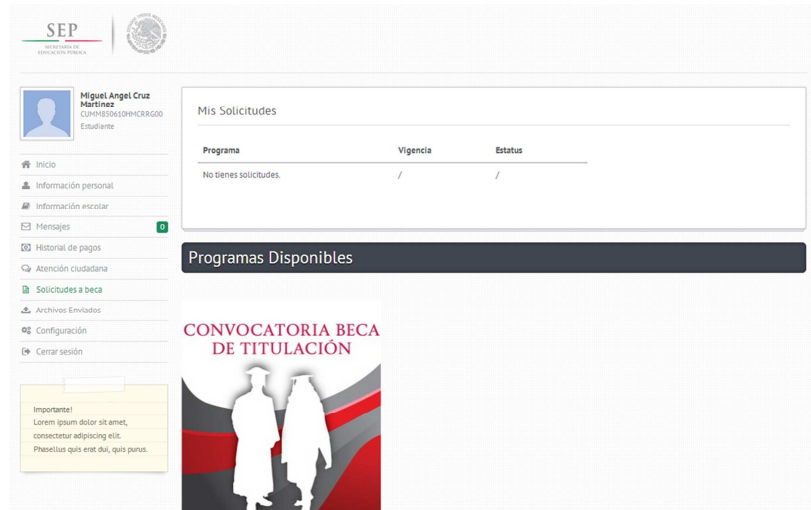 SEP
SECRETARÍA DE
EDUCACIÓN PÚBLICA
Miguel Angel Cruz
Martinez
CUMM850610HMCRRG00
Estudiante
Inicio
Información personal
Información escolar
Mensajes 0
Historial de pagos
Atención ciudadana
Solicitudes a beca
Archivos Enviados
Configuración
Cerrar sesión
Importante!
Lorem ipsum dolor sit amet,
consectetur adipiscing elit.
Phasellus quis erat dui, quis purus.
Mis Solicitudes
Programa Vigencia Estatus
No tienes solicitudes. / /
Programas Disponibles
CONVOCATORIA BECA
DE TITULACIÓN